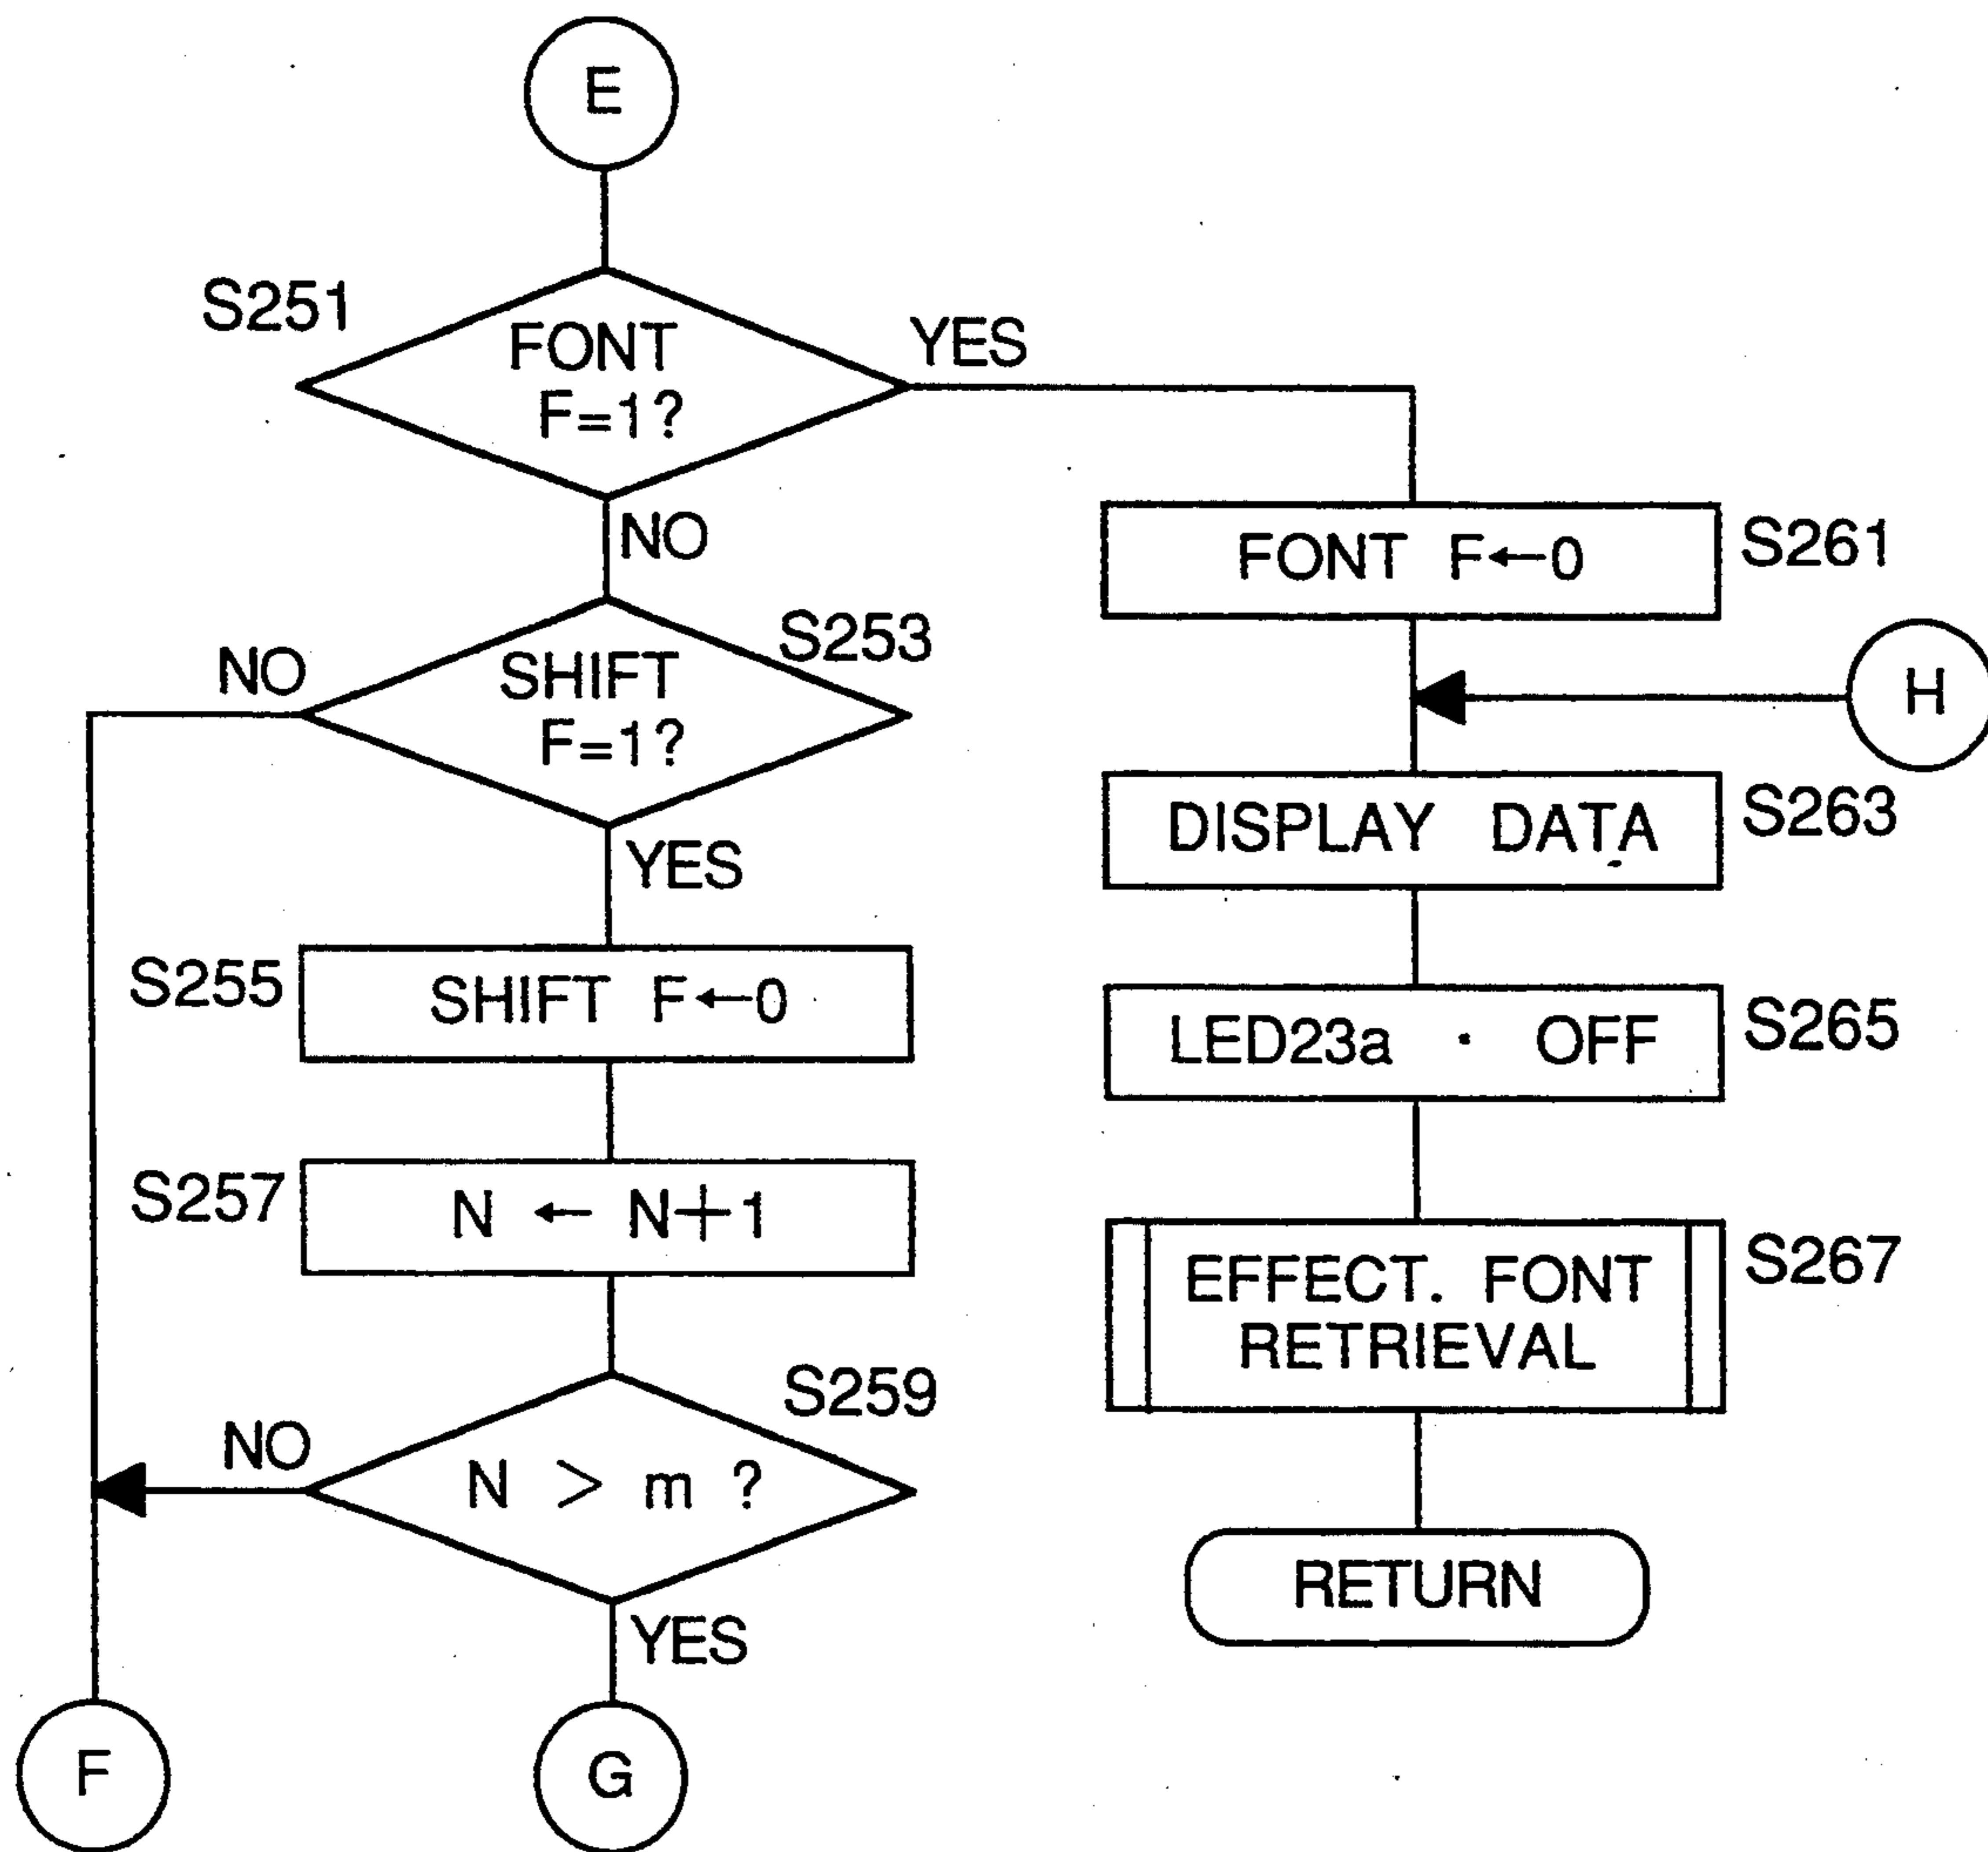 E
S251
FONT
F=1?
YES
NO
S253
NO
SHIFT
F=1?
YES
S255
SHIFT F←0
S257
N ← N+1
S259
NO
N > m ?
YES
F
G
FONT F←0
S261
H
DISPLAY DATA
S263
LED23a · OFF
S265
EFFECT. FONT
RETRIEVAL
S267
RETURN